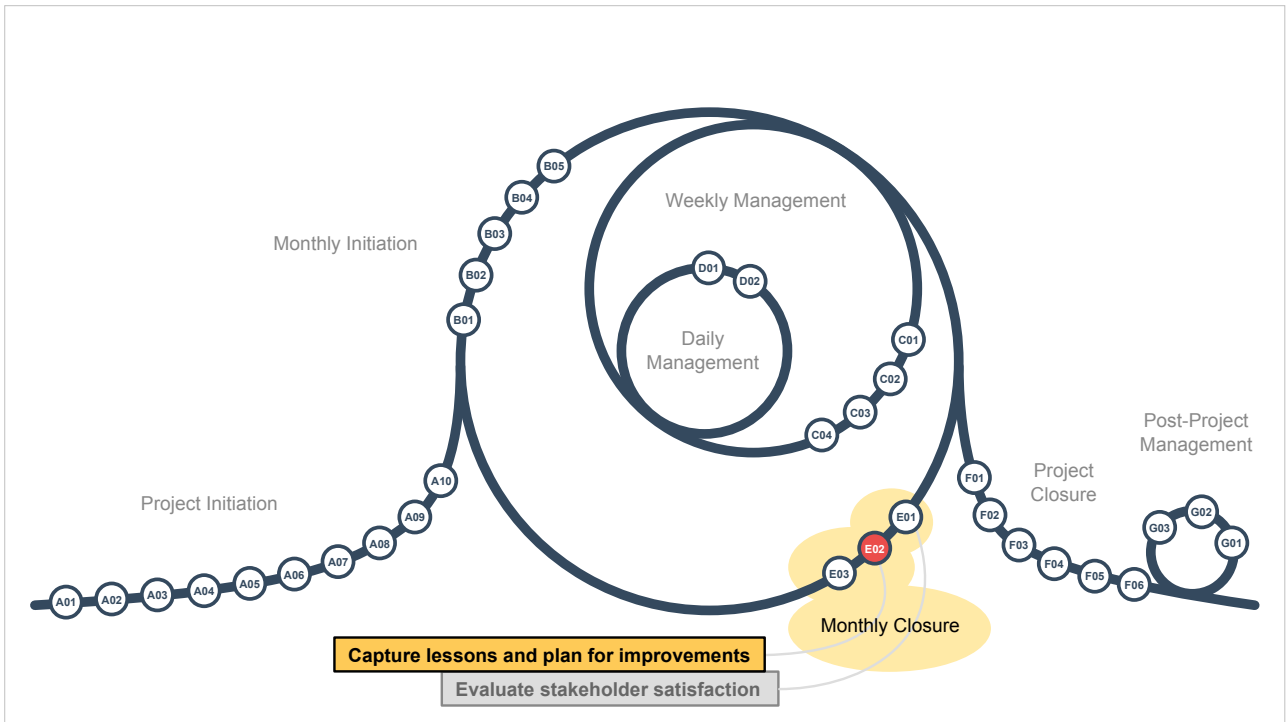 B05
B04
Weekly Management
B03
Monthly Initiation
D01
B02
D02
B01
Daily
Management
C01
C02
C03
C04
Post-Project
Management
A10
F01
Project
Closure
Project Initiation
A09
E01
F02
G02
G03
G01
A08
E02
F03
A07
E03
F04
A06
A05
F05
A04
F06
A03
A02
A01
Monthly Closure
Capture lessons and plan for improvements
Evaluate stakeholder satisfaction